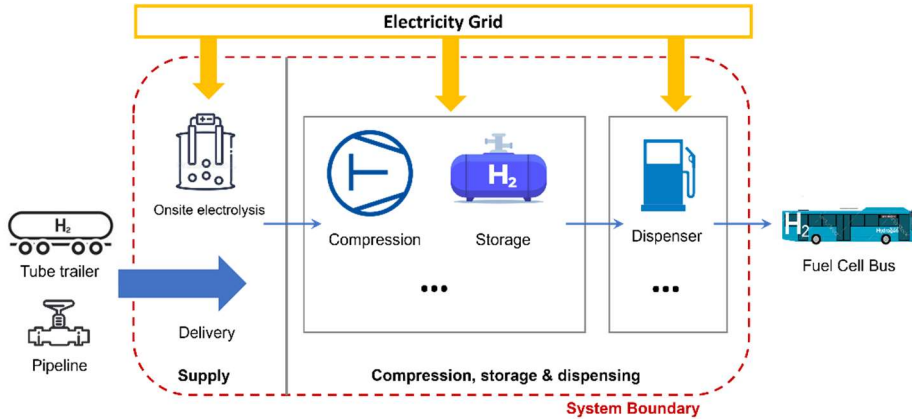 Electricity Grid
Onsite electrolysis
H₂
Tube trailer
Pipeline
Delivery
Supply
Compression
H₂
Storage
...
Dispenser
...
Compression, storage & dispensing
System Boundary
H₂
Fuel Cell Bus